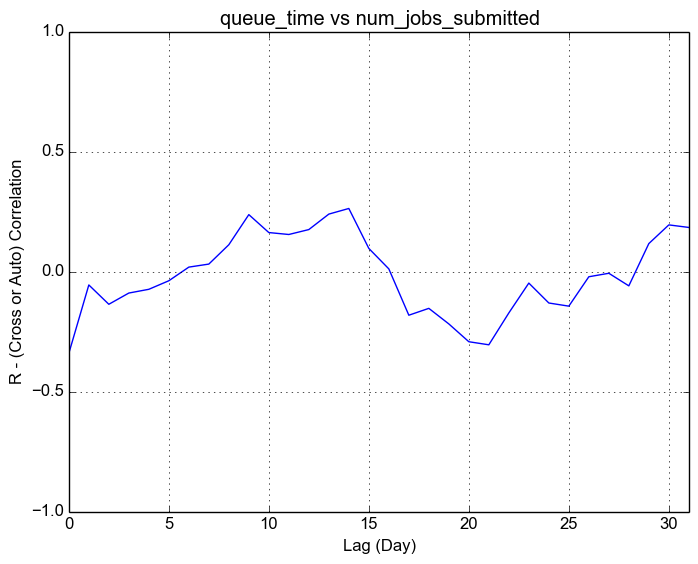 queue_time vs num_jobs_submitted
1.0
0.5
0.0
−0.5
−1.0
R - (Cross or Auto) Correlation
0 5 10 15 20 25 30
Lag (Day)